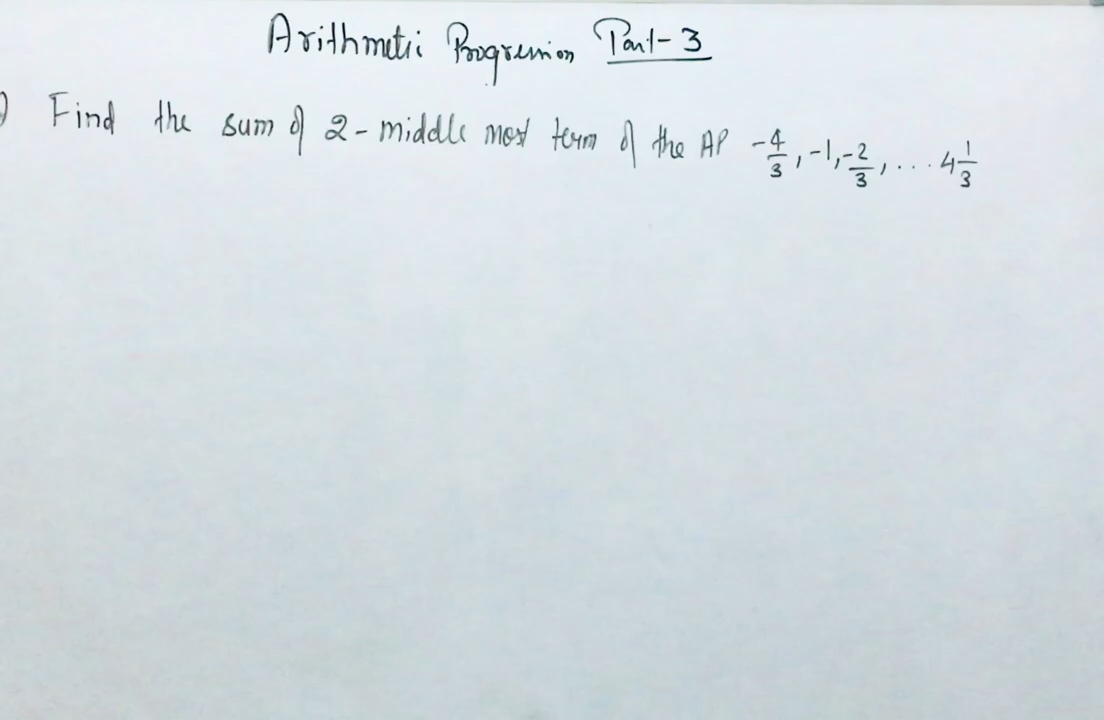 Arithmetic Progression Part-3
) Find the sum of 2-middle most term of the AP -4/3, -1, -2/3, ... 4 1/3